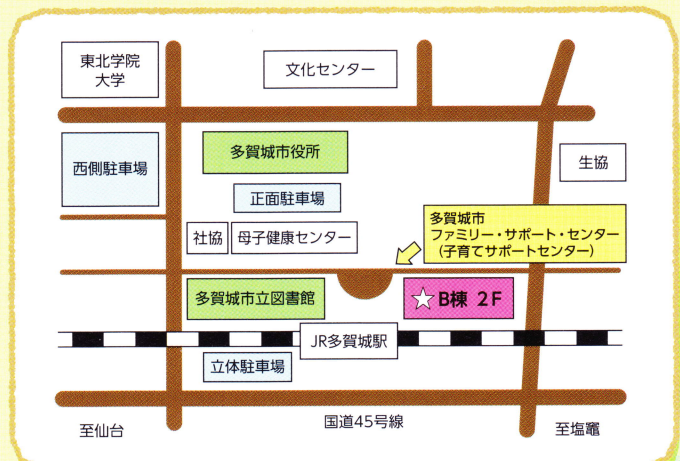 東北学院
大学
文化センター
西側駐車場
多賀城市役所
生協
正面駐車場
社協
母子健康センター
多賀城市
ファミリー・サポート・センター
（子育てサポートセンター）
多賀城市立図書館
☆B棟 2F
JR多賀城駅
立体駐車場
至仙台
国道45号線
至塩竈